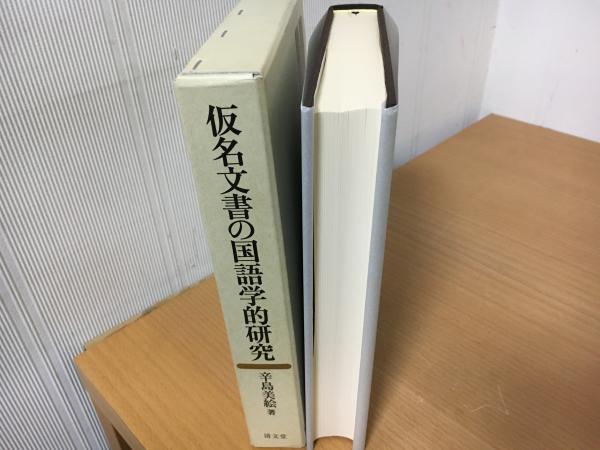 仮名文書の国語学的研究
辛島美絵 著
清文堂